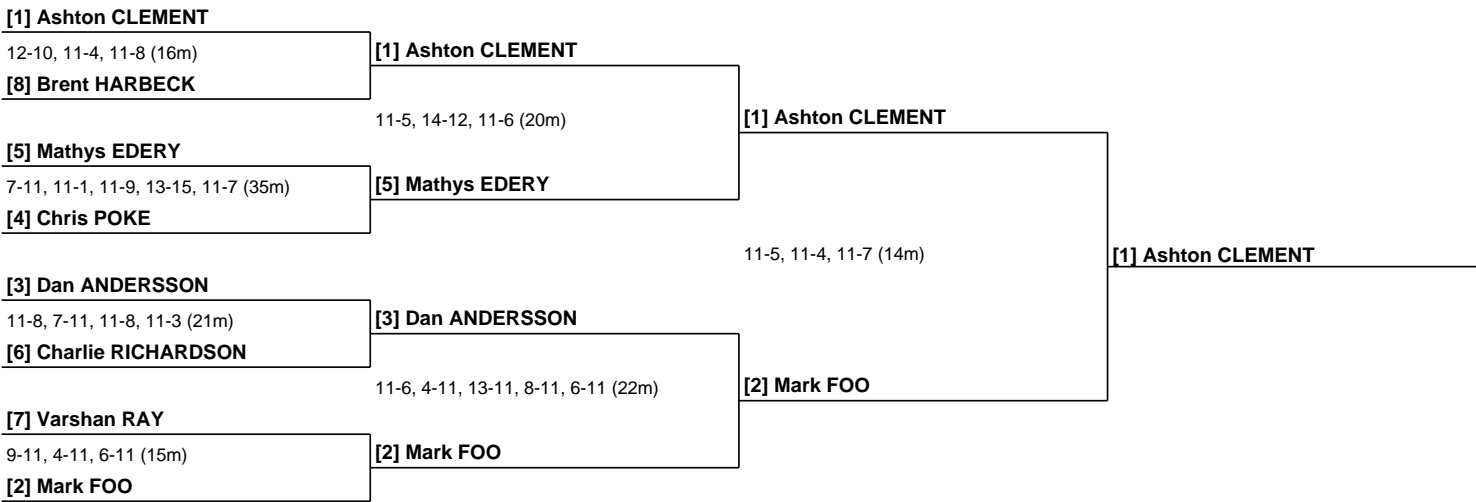 [1] Ashton CLEMENT
12-10, 11-4, 11-8 (16m)
[8] Brent HARBECK
[5] Mathys EDERY
7-11, 11-1, 11-9, 13-15, 11-7 (35m)
[4] Chris POKE
[3] Dan ANDERSSON
11-8, 7-11, 11-8, 11-3 (21m)
[6] Charlie RICHARDSON
[7] Varshan RAY
9-11, 4-11, 6-11 (15m)
[2] Mark FOO
[1] Ashton CLEMENT
11-5, 14-12, 11-6 (20m)
[5] Mathys EDERY
[3] Dan ANDERSSON
11-6, 4-11, 13-11, 8-11, 6-11 (22m)
[2] Mark FOO
[1] Ashton CLEMENT
11-5, 11-4, 11-7 (14m)
[2] Mark FOO
[1] Ashton CLEMENT